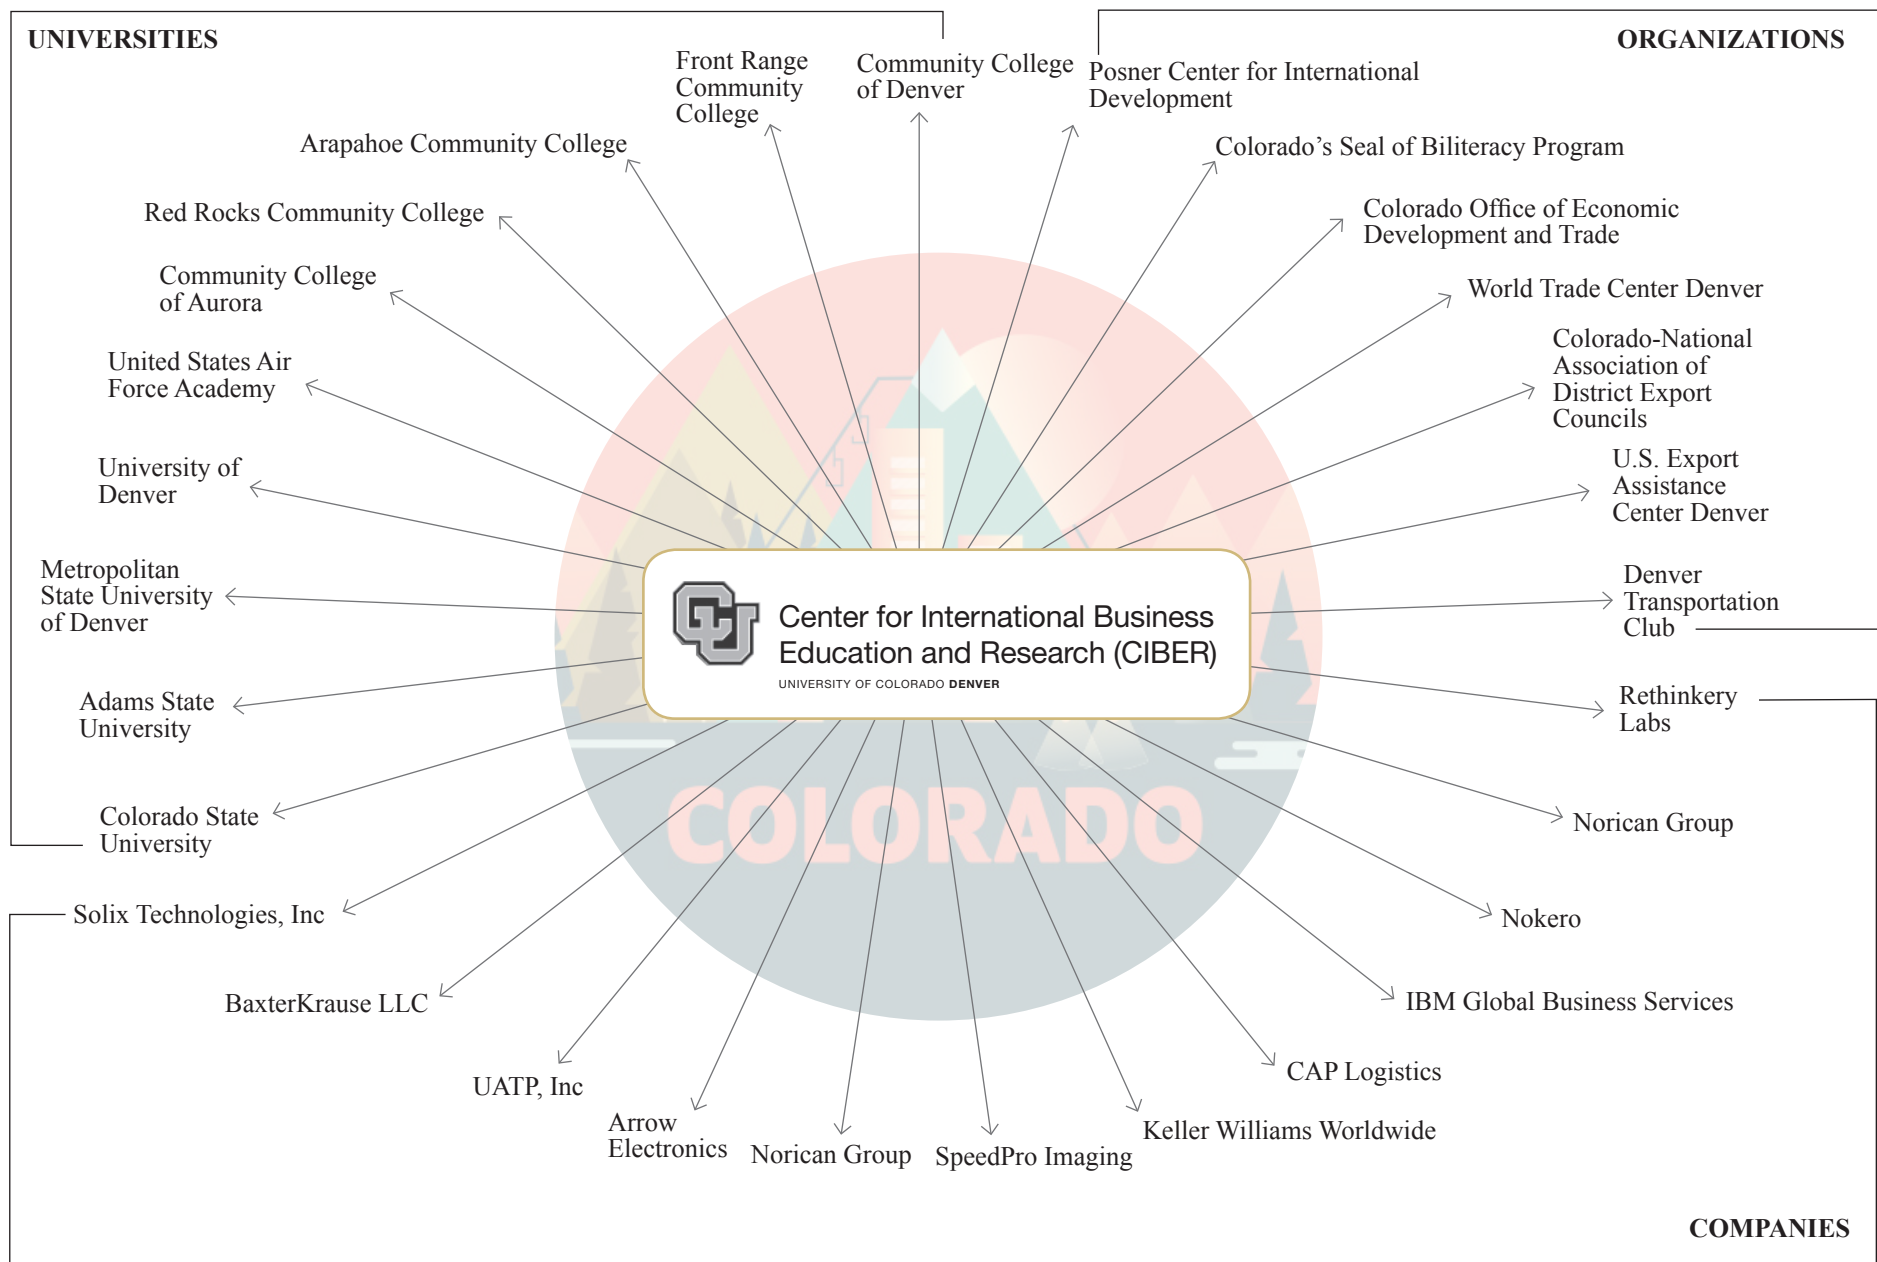 UNIVERSITIES
ORGANIZATIONS
Front Range
Community
College
Community College
of Denver
Posner Center for International
Development
Arapahoe Community College
Colorado’s Seal of Biliteracy Program
Red Rocks Community College
Colorado Office of Economic
Development and Trade
Community College
of Aurora
World Trade Center Denver
United States Air
Force Academy
Colorado-National
Association of
District Export
Councils
University of
Denver
U.S. Export
Assistance
Center Denver
Metropolitan
State University
of Denver
Denver
Transportation
Club
CU
Center for International Business
Education and Research (CIBER)
UNIVERSITY OF COLORADO DENVER
Adams State
University
Rethinkery
Labs
Colorado State
University
COLORADO
Norican Group
Solix Technologies, Inc
Nokero
BaxterKrause LLC
IBM Global Business Services
UATP, Inc
CAP Logistics
Arrow
Electronics
Norican Group
SpeedPro Imaging
Keller Williams Worldwide
COMPANIES